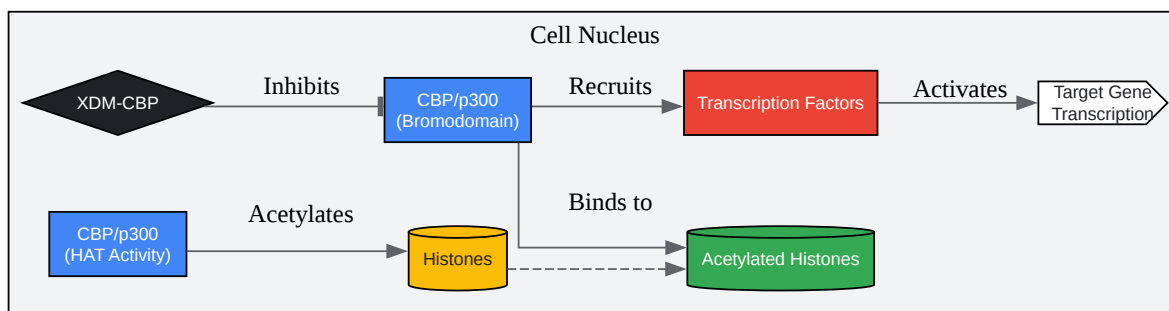 Cell Nucleus
XDM-CBP
Inhibits
CBP/p300
(Bromodomain)
Recruits
Transcription Factors
Activates
Target Gene
Transcription
CBP/p300
(HAT Activity)
Acetylates
Histones
Binds to
Acetylated Histones